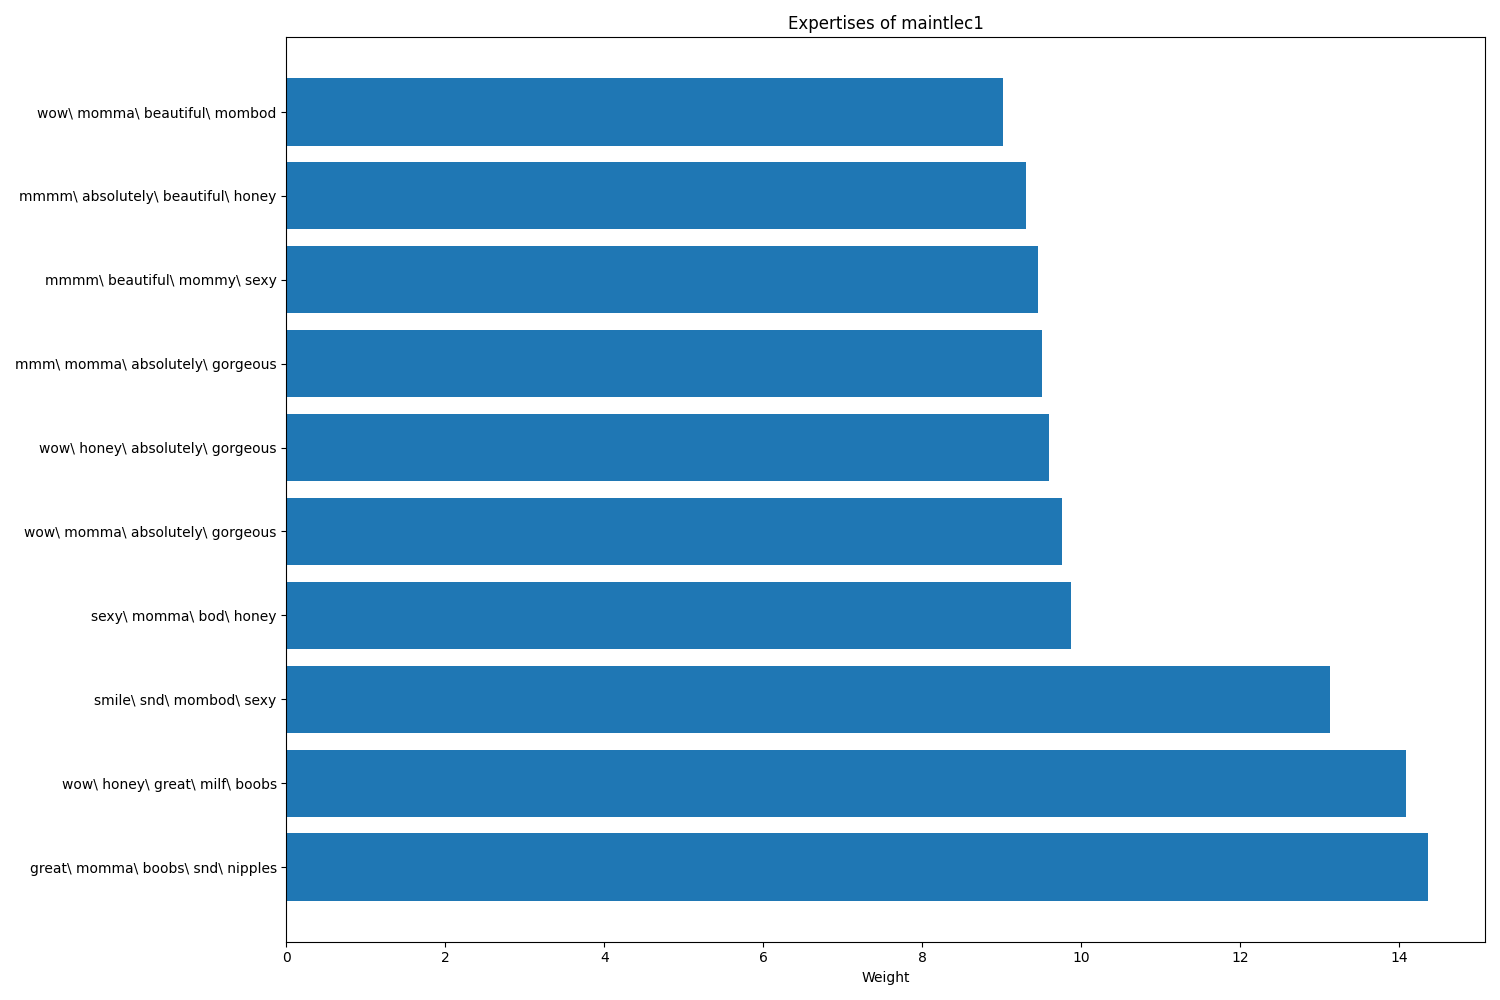 Expertises of maintlec1
wow\ momma\ beautiful\ mombod
mmmm\ absolutely\ beautiful\ honey
mmmm\ beautiful\ mommy\ sexy
mmm\ momma\ absolutely\ gorgeous
wow\ honey\ absolutely\ gorgeous
wow\ momma\ absolutely\ gorgeous
sexy\ momma\ bod\ honey
smile\ snd\ mombod\ sexy
wow\ honey\ great\ milf\ boobs
great\ momma\ boobs\ snd\ nipples
0 2 4 6 8 10 12 14
Weight